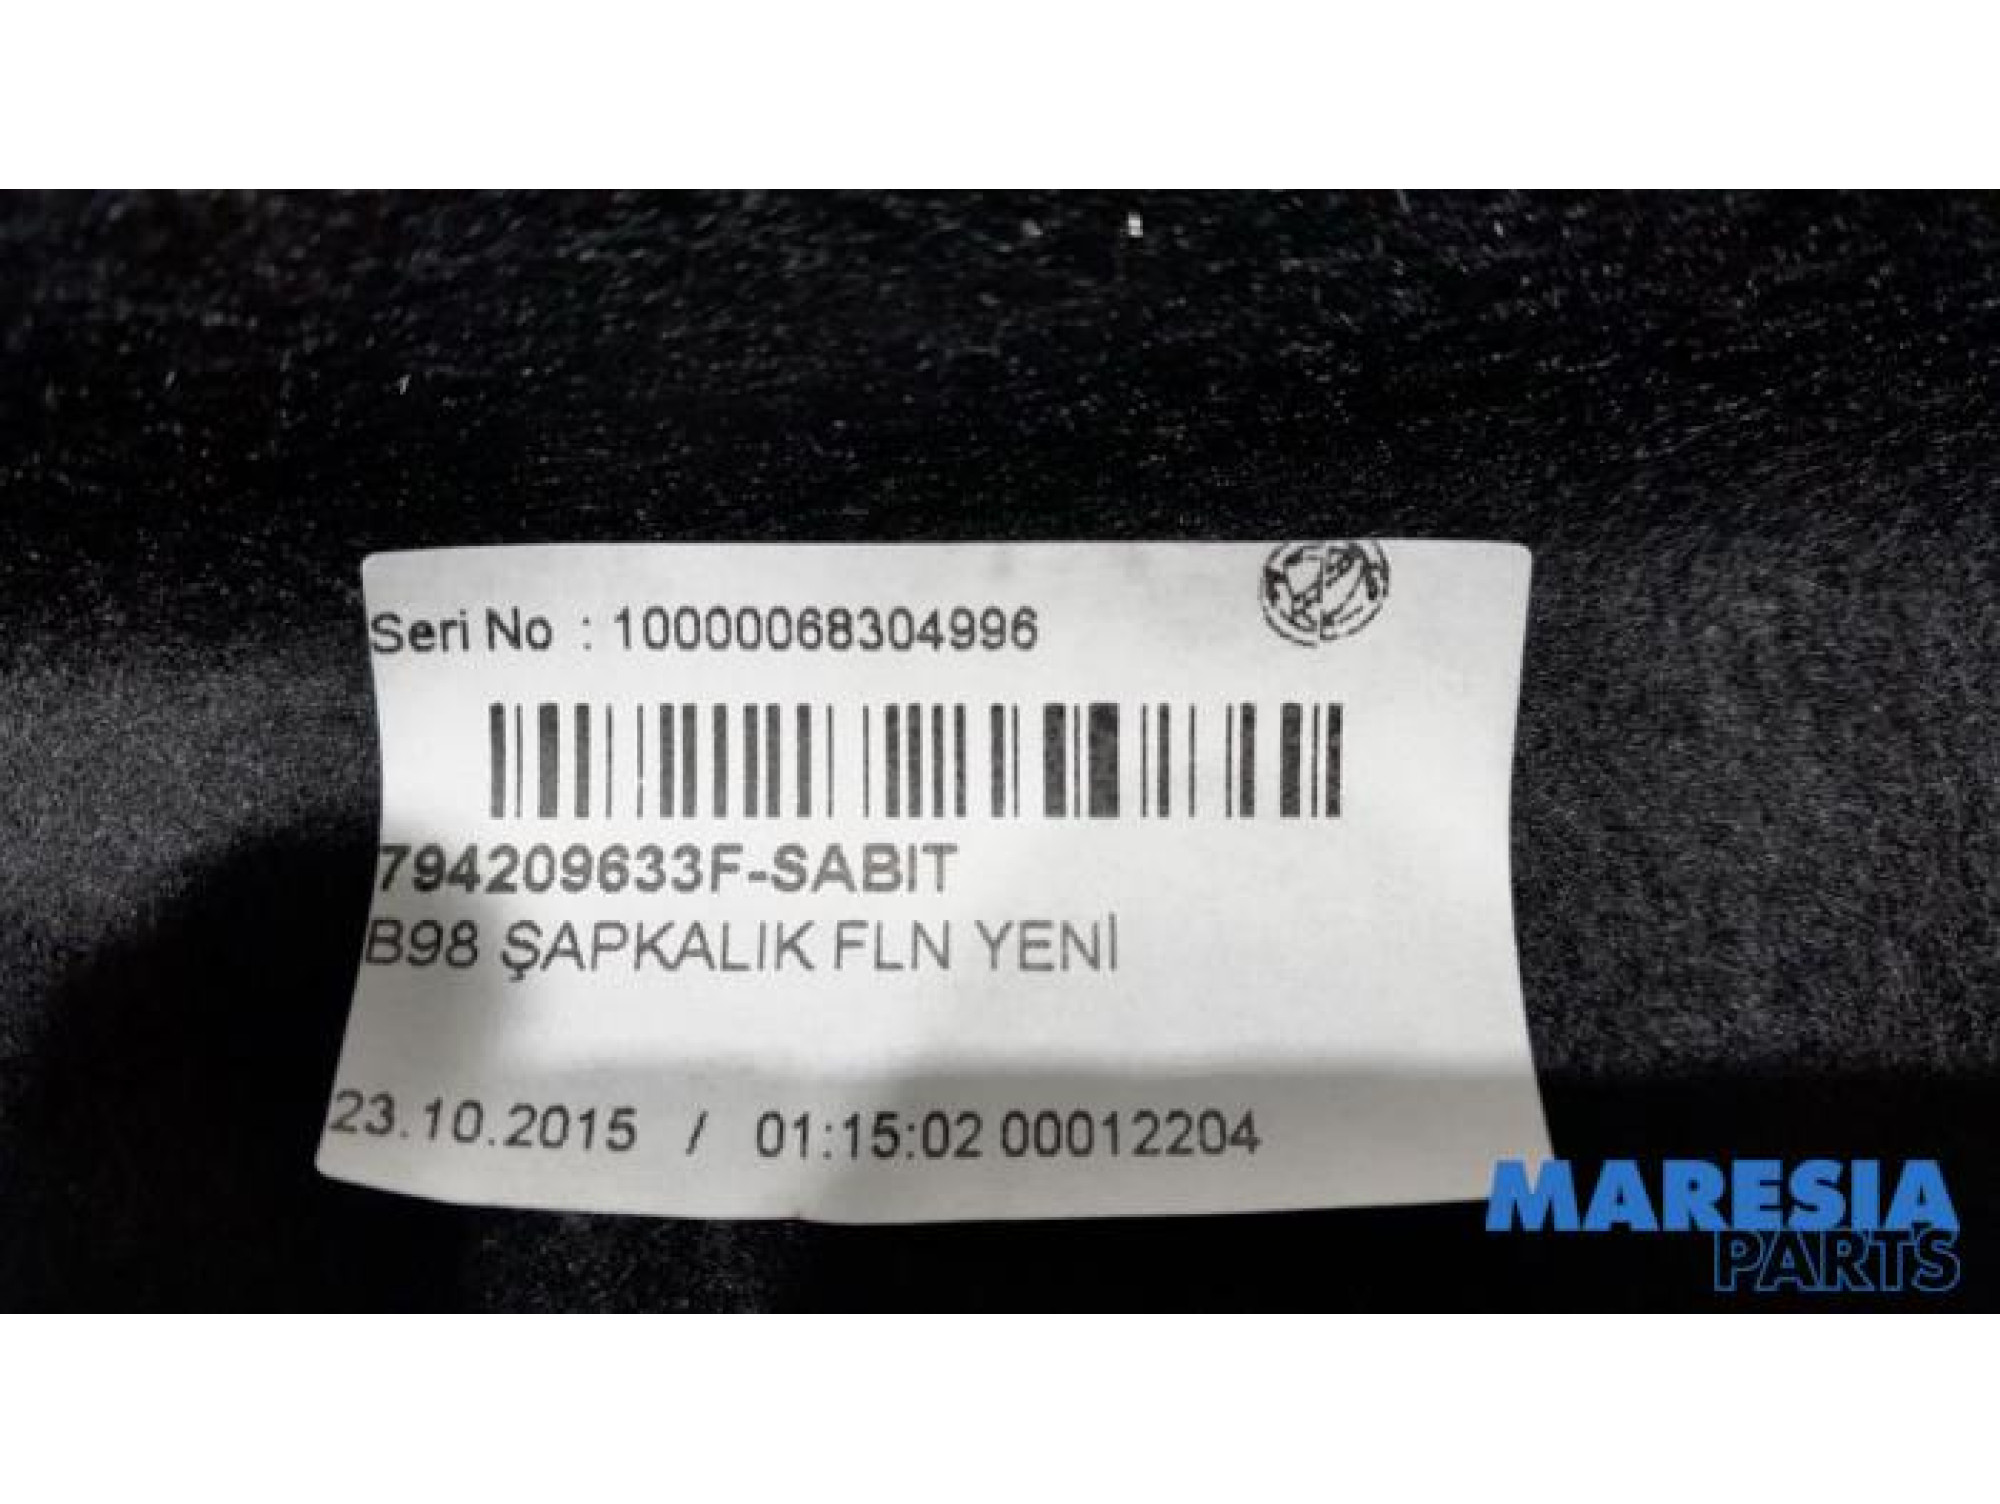 Seri No : 10000068304996
794209633F-SABIT
B98 ŞAPKALIK FLN YENİ
23.10.2015 / 01:15:02 00012204
MARESIA
PARTS